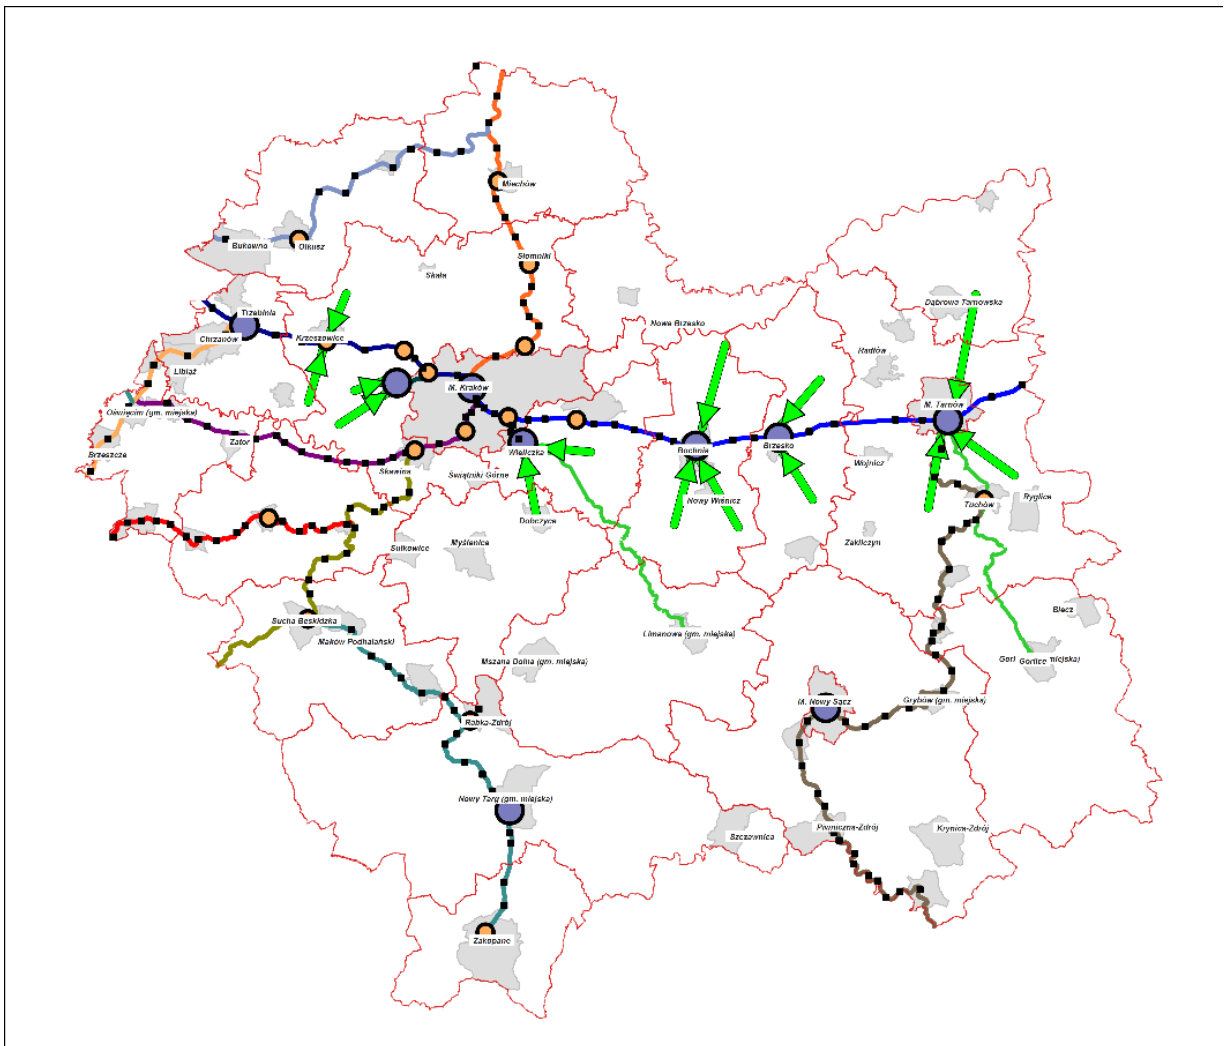 Miechów
Bukowno
Olkusz
Słomniki
Skała
Dąbrowa Tarnowska
Trzebinia
Nowe Brzesko
Chrzanów
Krzeszowice
Radłów
Libiąż
M. Kraków
M. Tarnów
Oświęcim (gm. miejska)
Zator
Brzeszcze
Wieliczka
Bochnia
Brzesko
Skawina
Świątniki Górne
Wojnicz
Nowy Wiśnicz
Ryglice
Tuchów
Dobczyce
Zakliczyn
Myślenice
Sułkowice
Biecz
Sucha Beskidzka
Maków Podhalański
Limanowa (gm. miejska)
Mszana Dolna (gm. miejska)
Gorlice
miejska)
Grybów (gm. miejska)
M. Nowy Sącz
Rabka-Zdrój
Nowy Targ (gm. miejska)
Szczawnica
Piwniczna-Zdrój
Krynica-Zdrój
Zakopane